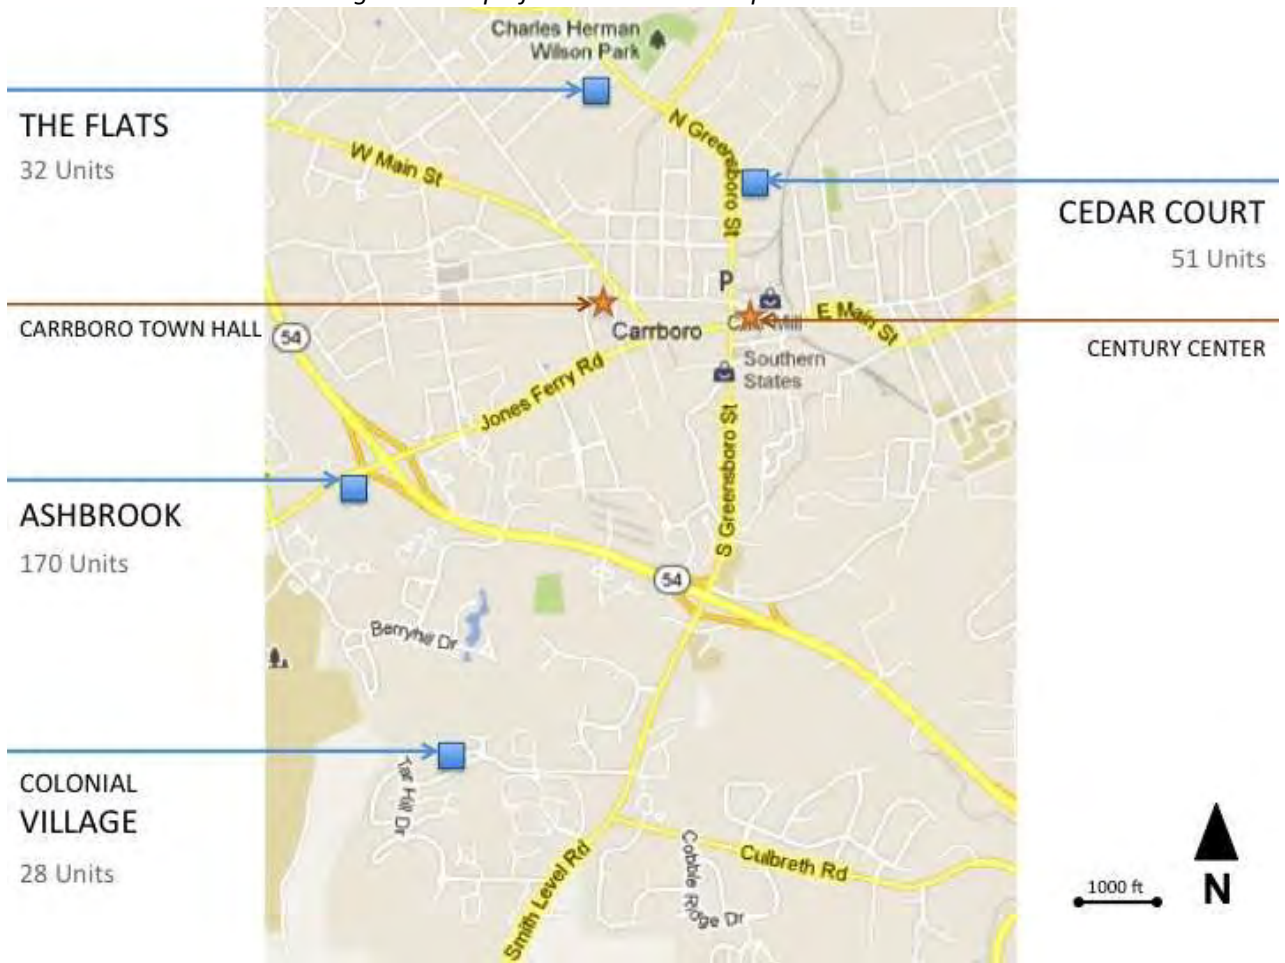 Charles Herman
Wilson Park
THE FLATS
32 Units
N Greensboro St
W Main St
CEDAR COURT
51 Units
P
CARRBORO TOWN HALL
54
Carrboro
Mill
E Main St
CENTURY CENTER
Southern
States
Jones Ferry Rd
S Greensboro St
ASHBROOK
170 Units
54
Berryhill Dr
COLONIAL
VILLAGE
28 Units
Tar Hill Dr
Smith Level Rd
Cobble Ridge Dr
Culbreth Rd
1000 ft
N